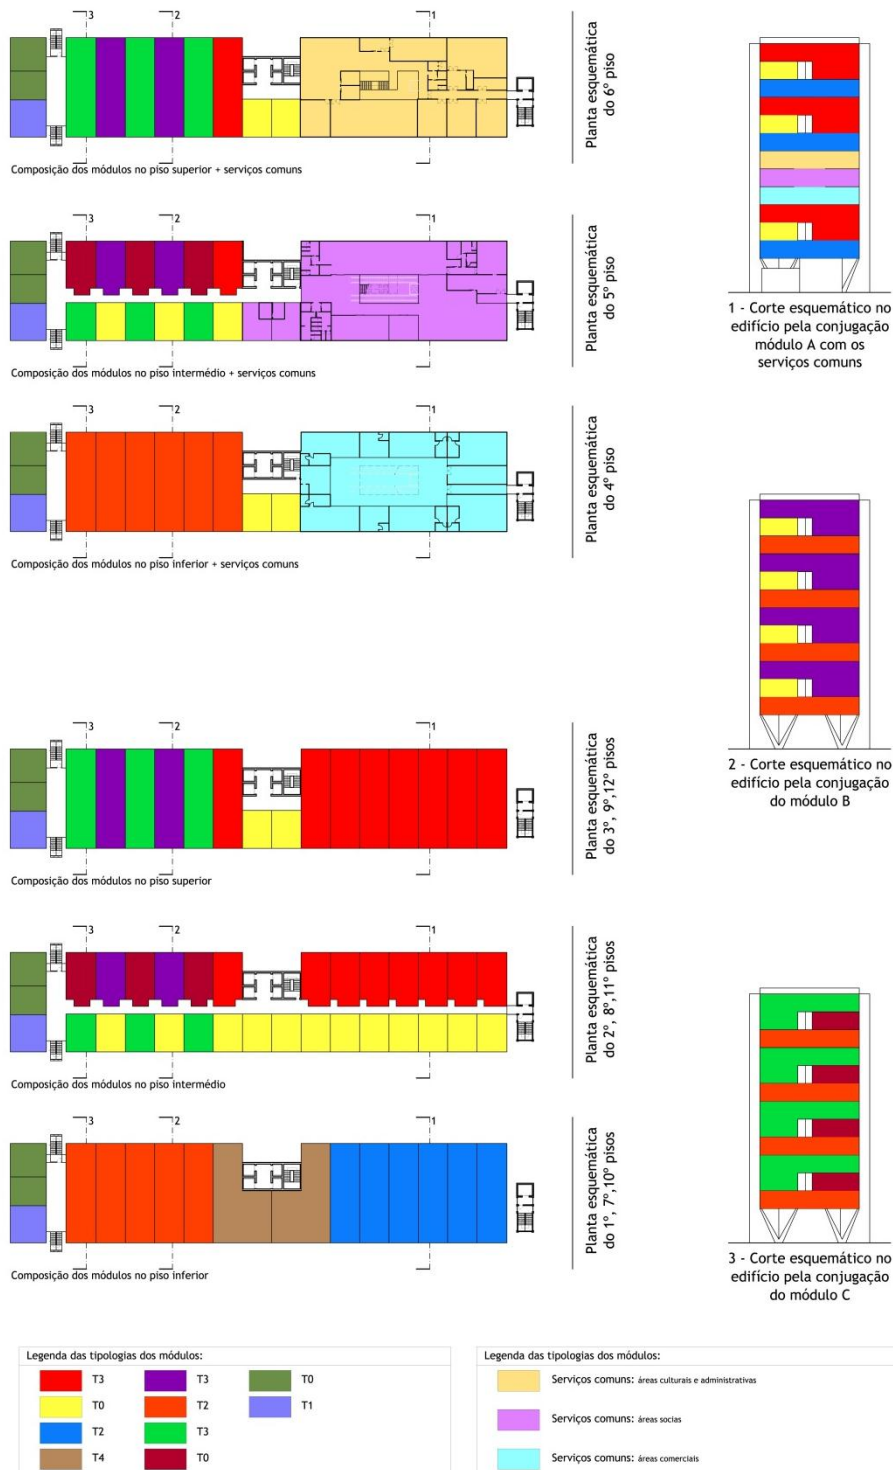 3
2
1
Planta esquemática
do 6º piso
Composição dos módulos no piso superior + serviços comuns
1 - Corte esquemático no
edifício pela conjugação
módulo A com os
serviços comuns
3
2
1
Planta esquemática
do 5º piso
Composição dos módulos no piso intermédio + serviços comuns
3
2
1
Planta esquemática
do 4º piso
Composição dos módulos no piso inferior + serviços comuns
2 - Corte esquemático no
edifício pela conjugação
do módulo B
3
2
1
Planta esquemática
do 3º, 9º,12º pisos
Composição dos módulos no piso superior
3
2
1
Planta esquemática
do 2º, 8º,11º pisos
Composição dos módulos no piso intermédio
3
2
1
Planta esquemática
do 1º, 7º,10º pisos
Composição dos módulos no piso inferior
3 - Corte esquemático no
edifício pela conjugação
do módulo C
Legenda das tipologias dos módulos:
T3
T3
T0
T0
T2
T1
T2
T3
T4
T0
Legenda das tipologias dos módulos:
Serviços comuns: áreas culturais e administrativas
Serviços comuns: áreas socias
Serviços comuns: áreas comerciais